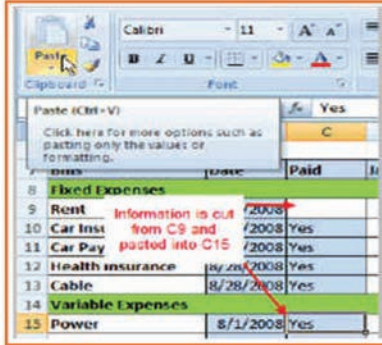 Calibri 11 A A
Paste B I U A
Clipboard Font
Paste (Ctrl+V) fx Yes
Click here for more options such as
pasting only the values or
formatting.
C
7 Bills Date Paid
8 Fixed Expenses
9 Rent /2008
10 Car Insu /2008 Yes
11 Car Pay /2008 Yes
12 Health Insurance 8/28/2008 Yes
13 Cable 8/28/2008 Yes
14 Variable Expenses
15 Power 8/1/2008 Yes
Information is cut
from C9 and
pasted into C15